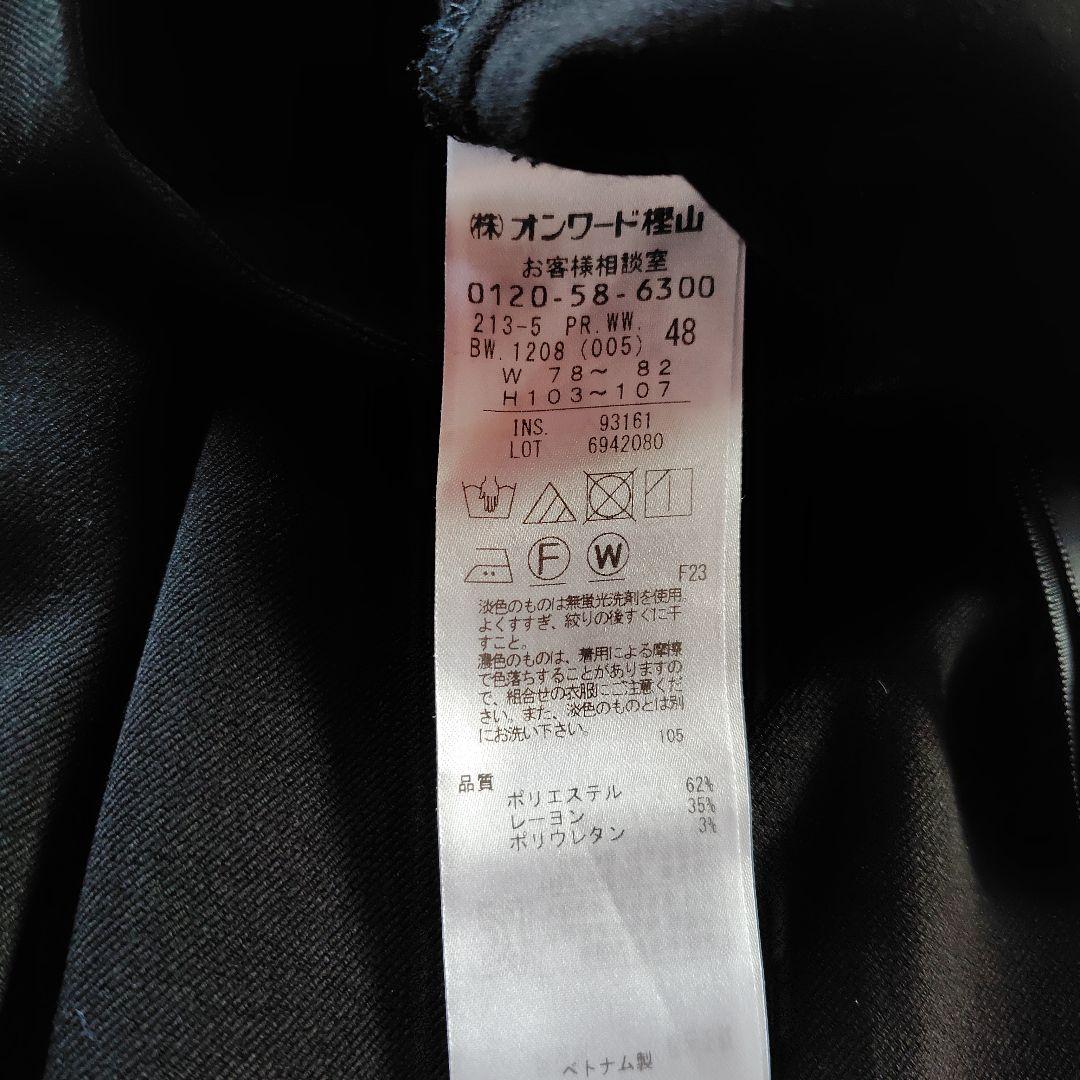 ㈱オンワード樫山
お客様相談室
0120-58-6300
213-5 PR.WW. 48
BW.1208 (005)
W 78~ 82
H103~107
INS. 93161
LOT 6942080
F W
F23
淡色のものは無蛍光洗剤を使用。
よくすすぎ、絞りの後すぐに干
すこと。
濃色のものは、着用による摩擦
で色落ちすることがありますの
で、組合せの衣服にご注意くだ
さい。また、淡色のものとは別
にお洗い下さい。
105
品質
ポリエステル 62%
レーヨン 35%
ポリウレタン 3%
ベトナム製